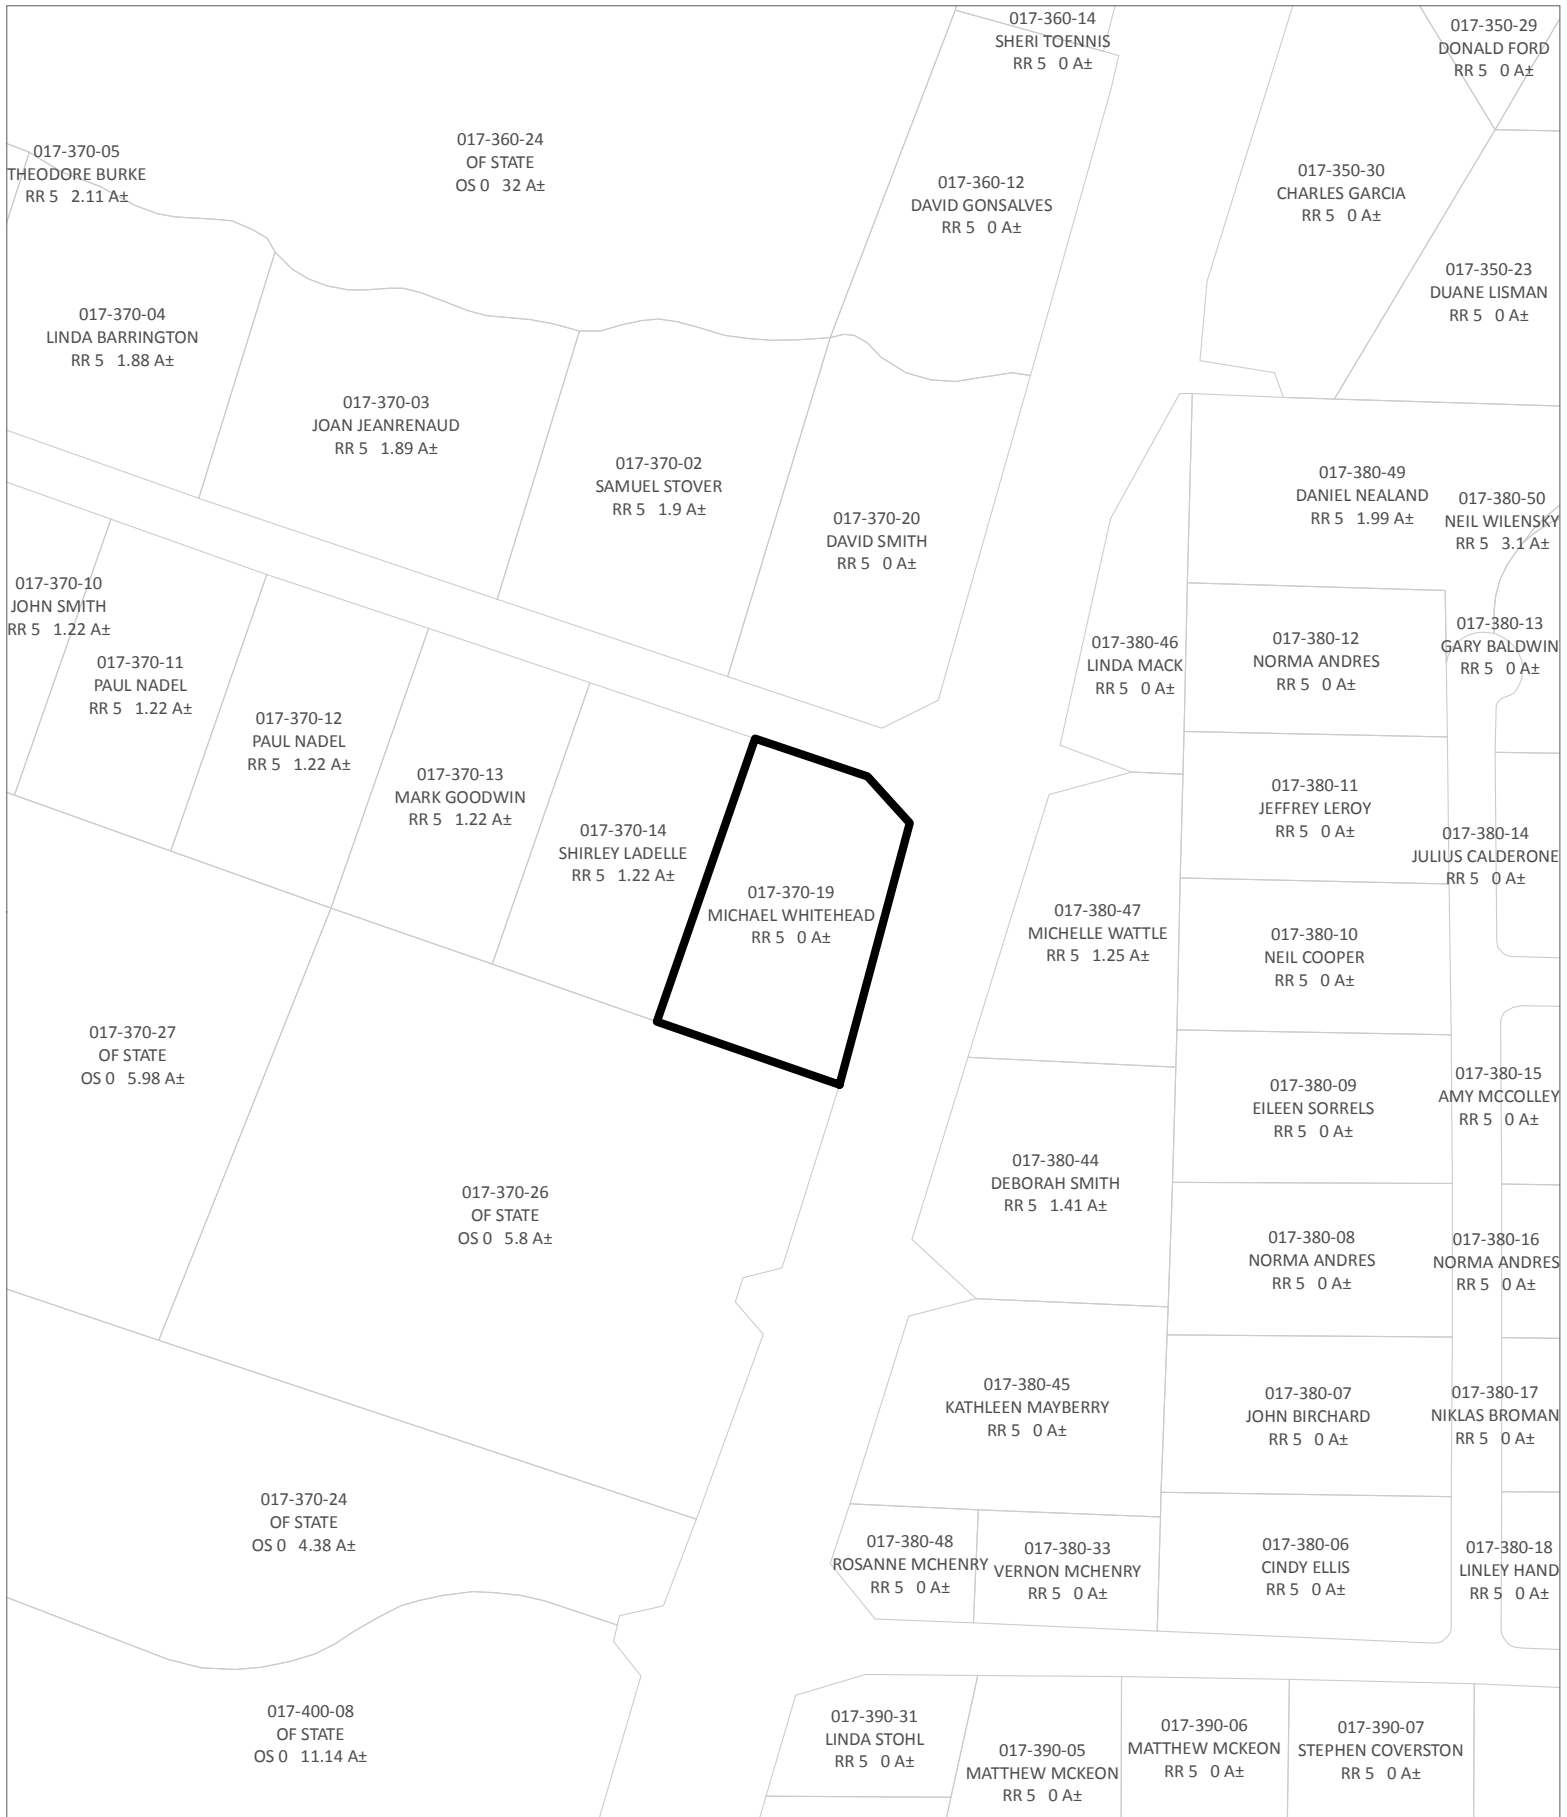 017-360-14
SHERI TOENNIS
RR 5 0 A±
017-350-29
DONALD FORD
RR 5 0 A±
017-370-05
THEODORE BURKE
RR 5 2.11 A±
017-360-24
OF STATE
OS 0 32 A±
017-360-12
DAVID GONSALVES
RR 5 0 A±
017-350-30
CHARLES GARCIA
RR 5 0 A±
017-350-23
DUANE LISMAN
RR 5 0 A±
017-370-04
LINDA BARRINGTON
RR 5 1.88 A±
017-370-03
JOAN JEANRENAUD
RR 5 1.89 A±
017-370-02
SAMUEL STOVER
RR 5 1.9 A±
017-370-20
DAVID SMITH
RR 5 0 A±
017-380-49
DANIEL NEALAND
RR 5 1.99 A±
017-380-50
NEIL WILENSKY
RR 5 3.1 A±
017-370-10
JOHN SMITH
RR 5 1.22 A±
017-370-11
PAUL NADEL
RR 5 1.22 A±
017-370-12
PAUL NADEL
RR 5 1.22 A±
017-370-13
MARK GOODWIN
RR 5 1.22 A±
017-370-14
SHIRLEY LADELLE
RR 5 1.22 A±
017-370-19
MICHAEL WHITEHEAD
RR 5 0 A±
017-380-46
LINDA MACK
RR 5 0 A±
017-380-12
NORMA ANDRES
RR 5 0 A±
017-380-13
GARY BALDWIN
RR 5 0 A±
017-380-11
JEFFREY LEROY
RR 5 0 A±
017-380-14
JULIUS CALDERONE
RR 5 0 A±
017-380-47
MICHELLE WATTLE
RR 5 1.25 A±
017-380-10
NEIL COOPER
RR 5 0 A±
017-370-27
OF STATE
OS 0 5.98 A±
017-380-09
EILEEN SORRELS
RR 5 0 A±
017-380-15
AMY MCCOLLEY
RR 5 0 A±
017-370-26
OF STATE
OS 0 5.8 A±
017-380-44
DEBORAH SMITH
RR 5 1.41 A±
017-380-08
NORMA ANDRES
RR 5 0 A±
017-380-16
NORMA ANDRES
RR 5 0 A±
017-380-45
KATHLEEN MAYBERRY
RR 5 0 A±
017-380-07
JOHN BIRCHARD
RR 5 0 A±
017-380-17
NIKLAS BROMAN
RR 5 0 A±
017-370-24
OF STATE
OS 0 4.38 A±
017-380-48
ROSANNE MCHENRY
RR 5 0 A±
017-380-33
VERNON MCHENRY
RR 5 0 A±
017-380-06
CINDY ELLIS
RR 5 0 A±
017-380-18
LINLEY HAND
RR 5 0 A±
017-400-08
OF STATE
OS 0 11.14 A±
017-390-31
LINDA STOHL
RR 5 0 A±
017-390-05
MATTHEW MCKEON
RR 5 0 A±
017-390-06
MATTHEW MCKEON
RR 5 0 A±
017-390-07
STEPHEN COVERSTON
RR 5 0 A±